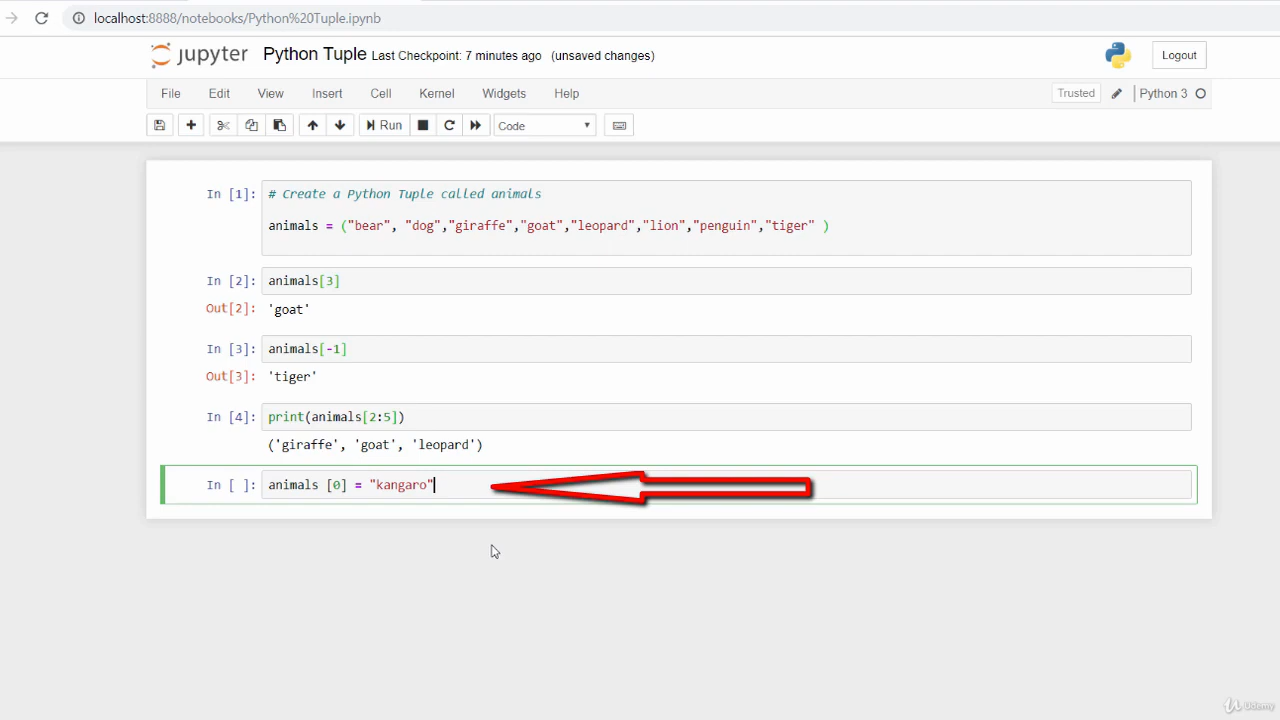 localhost:8888/notebooks/Python%20Tuple.ipynb
jupyter Python Tuple Last Checkpoint: 7 minutes ago (unsaved changes) Logout
File Edit View Insert Cell Kernel Widgets Help Trusted Python 3
Run Code
In [1]: # Create a Python Tuple called animals
animals = ("bear", "dog","giraffe","goat","leopard","lion","penguin","tiger" )
In [2]: animals[3]
Out[2]: 'goat'
In [3]: animals[-1]
Out[3]: 'tiger'
In [4]: print(animals[2:5])
('giraffe', 'goat', 'leopard')
In [ ]: animals [0] = "kangaro"
Udemy